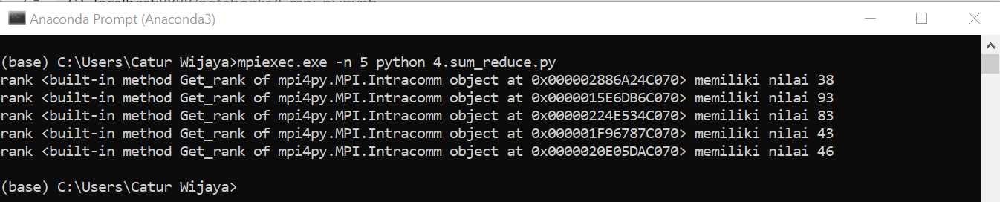 Anaconda Prompt (Anaconda3)
(base) C:\Users\Catur Wijaya>mpiexec.exe -n 5 python 4.sum_reduce.py
rank <built-in method Get_rank of mpi4py.MPI.Intracomm object at 0x000002886A24C070> memiliki nilai 38
rank <built-in method Get_rank of mpi4py.MPI.Intracomm object at 0x0000015E6DB6C070> memiliki nilai 93
rank <built-in method Get_rank of mpi4py.MPI.Intracomm object at 0x00000224E534C070> memiliki nilai 83
rank <built-in method Get_rank of mpi4py.MPI.Intracomm object at 0x000001F96787C070> memiliki nilai 43
rank <built-in method Get_rank of mpi4py.MPI.Intracomm object at 0x0000020E05DAC070> memiliki nilai 46
(base) C:\Users\Catur Wijaya>